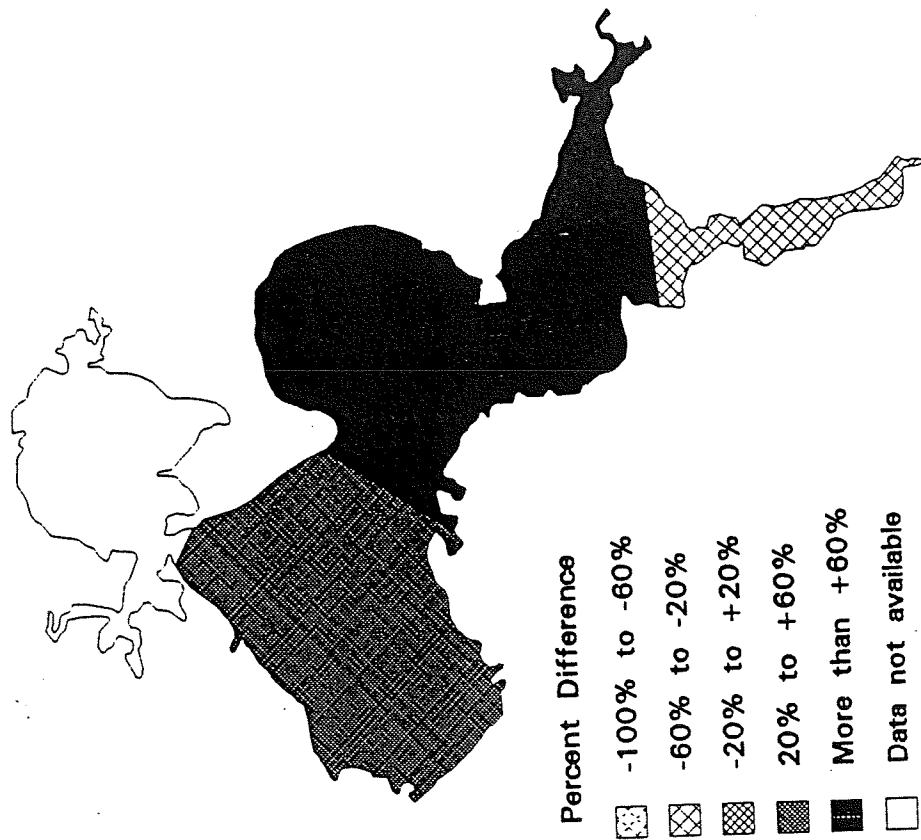 Percent Difference
-100% to -60%
-60% to -20%
-20% to +20%
20% to +60%
More than +60%
Data not available